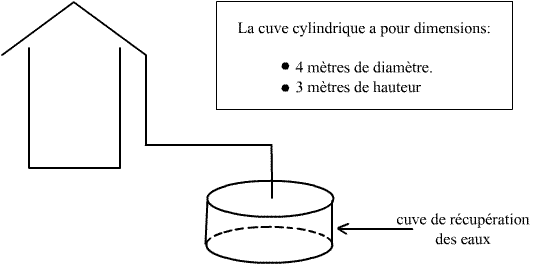 La cuve cylindrique a pour dimensions:
● 4 mètres de diamètre.
● 3 mètres de hauteur
cuve de récupération
des eaux